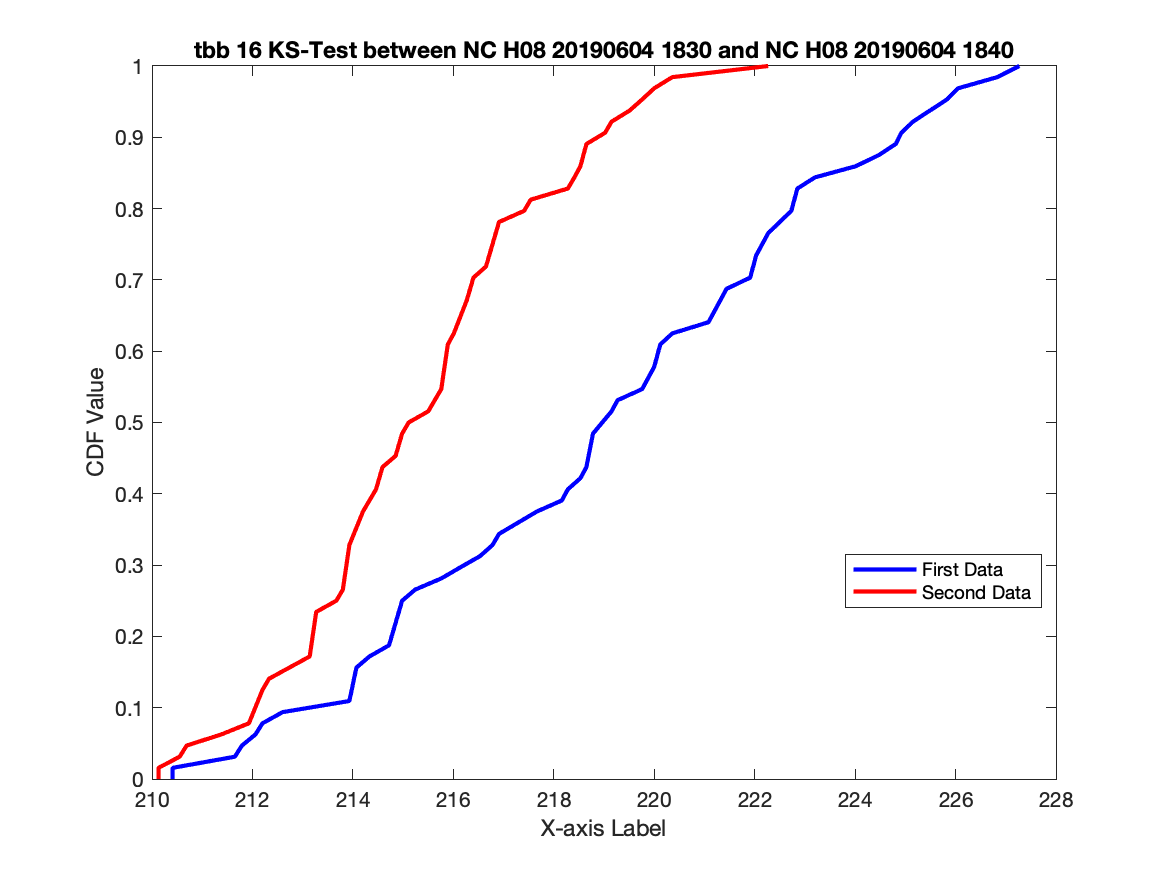 tbb 16 KS-Test between NC H08 20190604 1830 and NC H08 20190604 1840
1
0.9
0.8
0.7
0.6
0.5
0.4
0.3
0.2
0.1
0
CDF Value
First Data
Second Data
210 212 214 216 218 220 222 224 226 228
X-axis Label